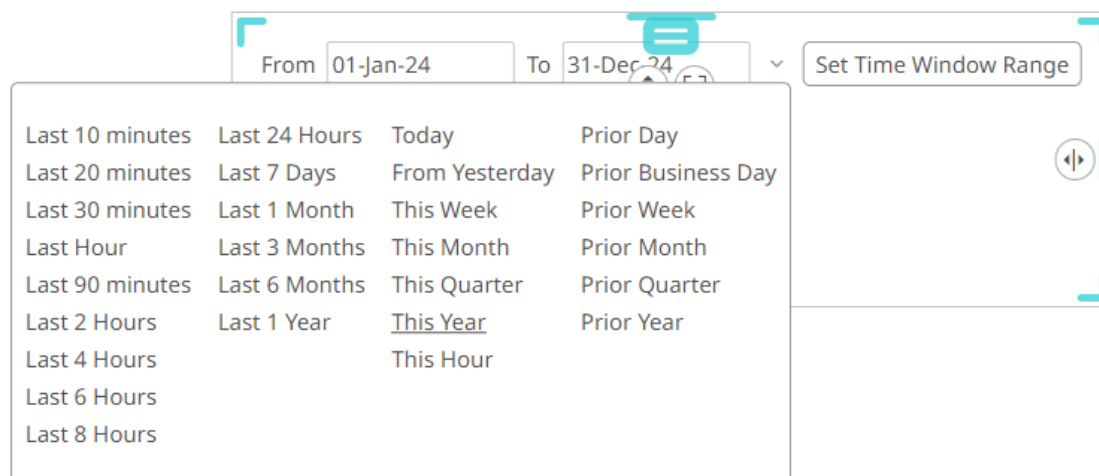 From 01-Jan-24 To 31-Dec-24 Set Time Window Range
Last 10 minutes Last 24 Hours Today Prior Day
Last 20 minutes Last 7 Days From Yesterday Prior Business Day
Last 30 minutes Last 1 Month This Week Prior Week
Last Hour Last 3 Months This Month Prior Month
Last 90 minutes Last 6 Months This Quarter Prior Quarter
Last 2 Hours Last 1 Year This Year Prior Year
Last 4 Hours This Hour
Last 6 Hours
Last 8 Hours